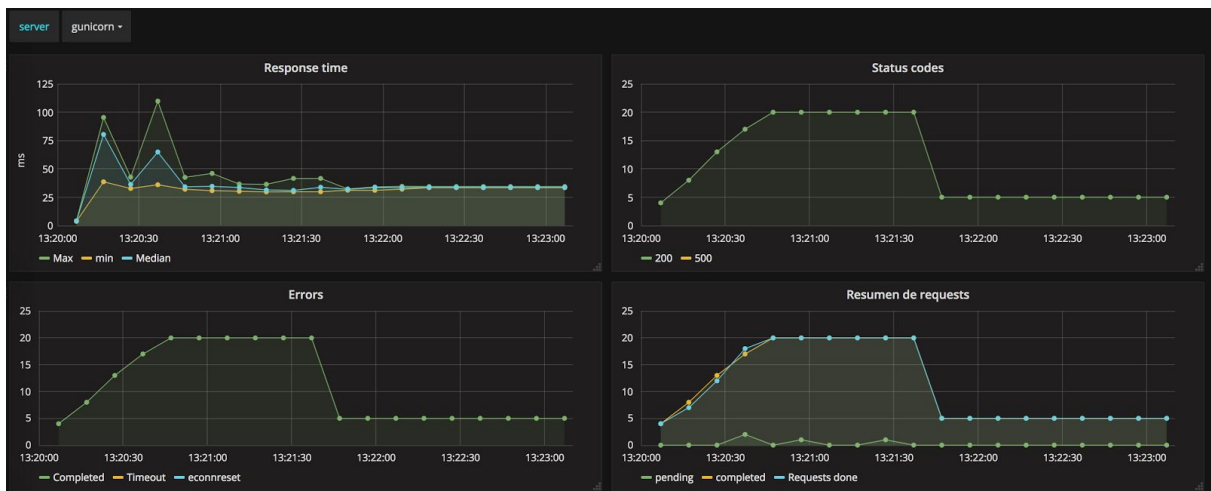 server gunicorn
Response time
125
100
75
50
25
0
ms
13:20:00 13:20:30 13:21:00 13:21:30 13:22:00 13:22:30 13:23:00
Max min Median
Status codes
25
20
15
10
5
0
13:20:00 13:20:30 13:21:00 13:21:30 13:22:00 13:22:30 13:23:00
200 500
Errors
25
20
15
10
5
0
13:20:00 13:20:30 13:21:00 13:21:30 13:22:00 13:22:30 13:23:00
Completed Timeout econnreset
Resumen de requests
25
20
15
10
5
0
13:20:00 13:20:30 13:21:00 13:21:30 13:22:00 13:22:30 13:23:00
pending completed Requests done